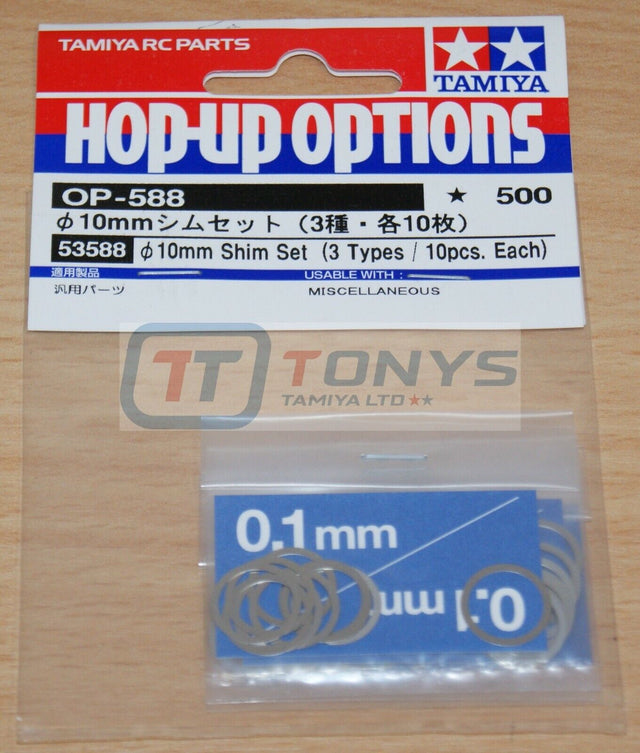 TAMIYA RC PARTS
TAMIYA
HOP-UP OPTIONS
OP-588 ★ 500
φ10mmシムセット（3種・各10枚）
53588 φ10mm Shim Set (3 Types / 10pcs. Each)
適用製品 USABLE WITH :
汎用パーツ MISCELLANEOUS
TT TONYS
TAMIYA LTD ★★
0.1mm
0.1mm